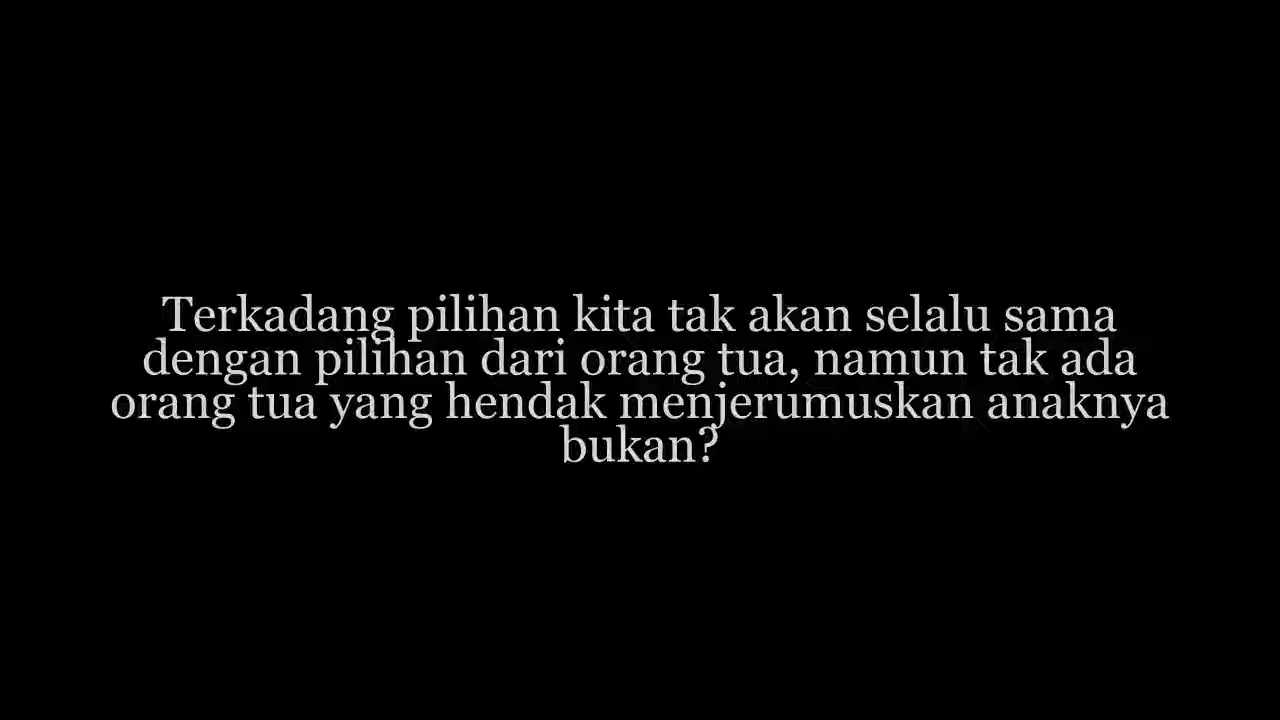 Terkadang pilihan kita tak akan selalu sama
dengan pilihan dari orang tua, namun tak ada
orang tua yang hendak menjerumuskan anaknya
bukan?